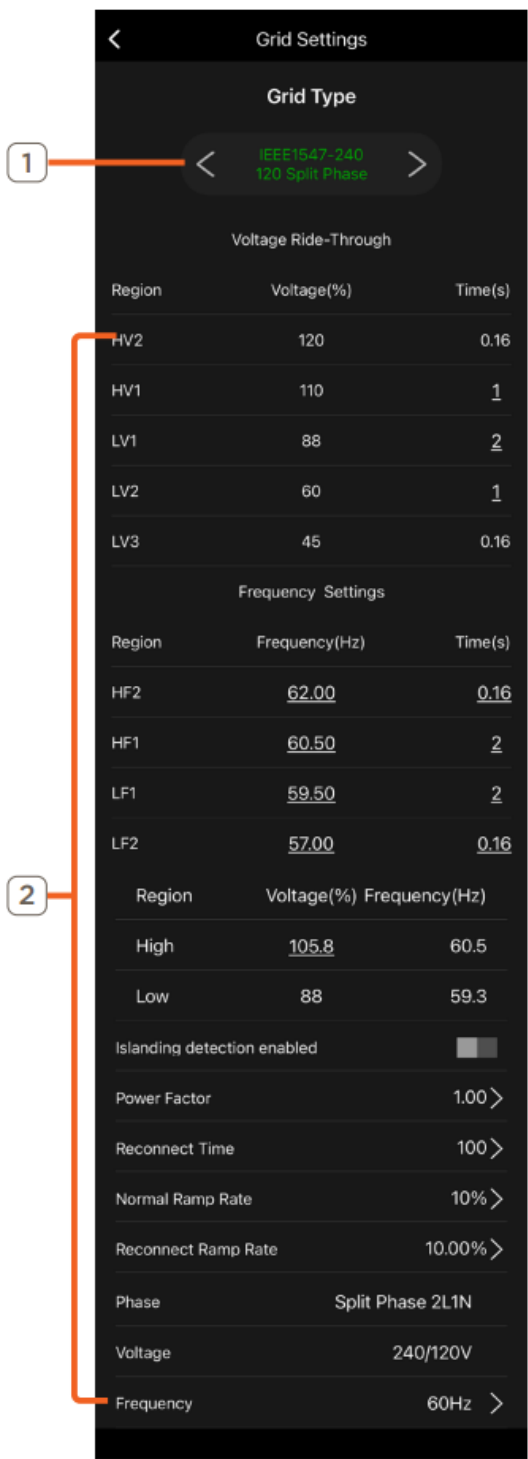 Grid Settings
Grid Type
1
IEEE1547-240
120 Split Phase
Voltage Ride-Through
Region Voltage(%) Time(s)
HV2 120 0.16
HV1 110 1
LV1 88 2
LV2 60 1
LV3 45 0.16
Frequency Settings
Region Frequency(Hz) Time(s)
HF2 62.00 0.16
HF1 60.50 2
LF1 59.50 2
LF2 57.00 0.16
2
Region Voltage(%) Frequency(Hz)
High 105.8 60.5
Low 88 59.3
Islanding detection enabled
Power Factor 1.00
Reconnect Time 100
Normal Ramp Rate 10%
Reconnect Ramp Rate 10.00%
Phase Split Phase 2L1N
Voltage 240/120V
Frequency 60Hz